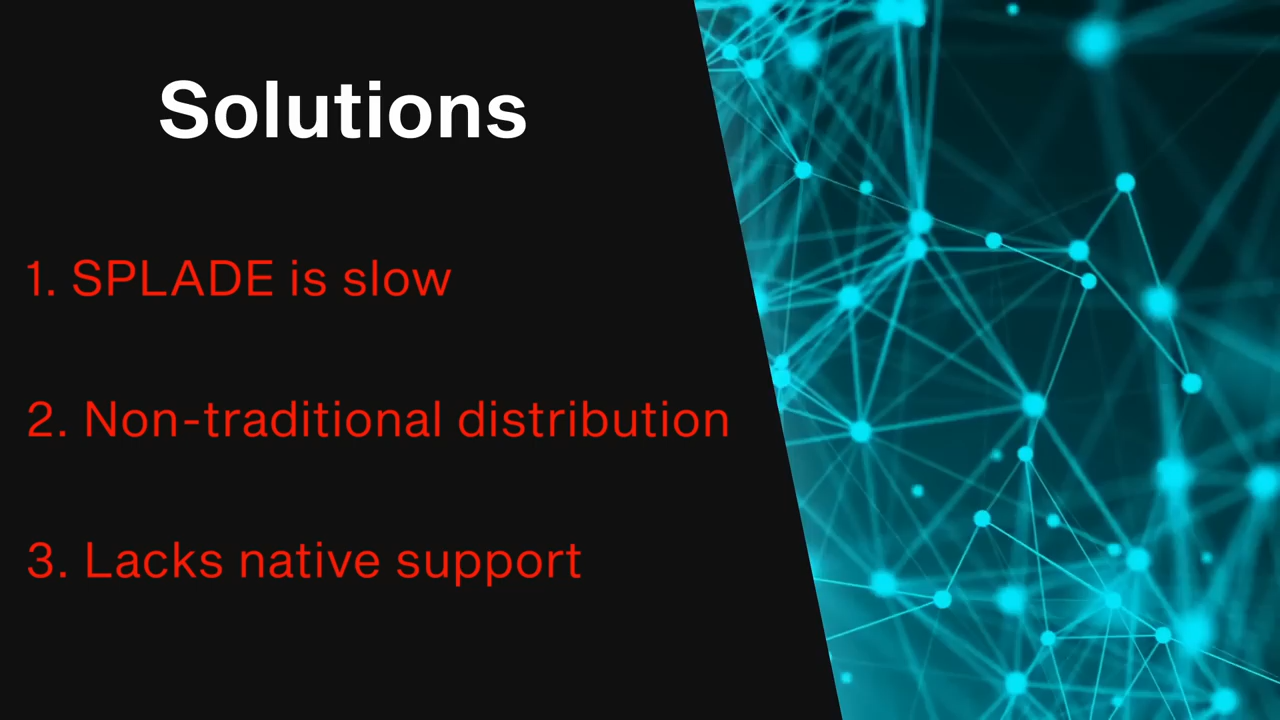 Solutions
1. SPLADE is slow
2. Non-traditional distribution
3. Lacks native support